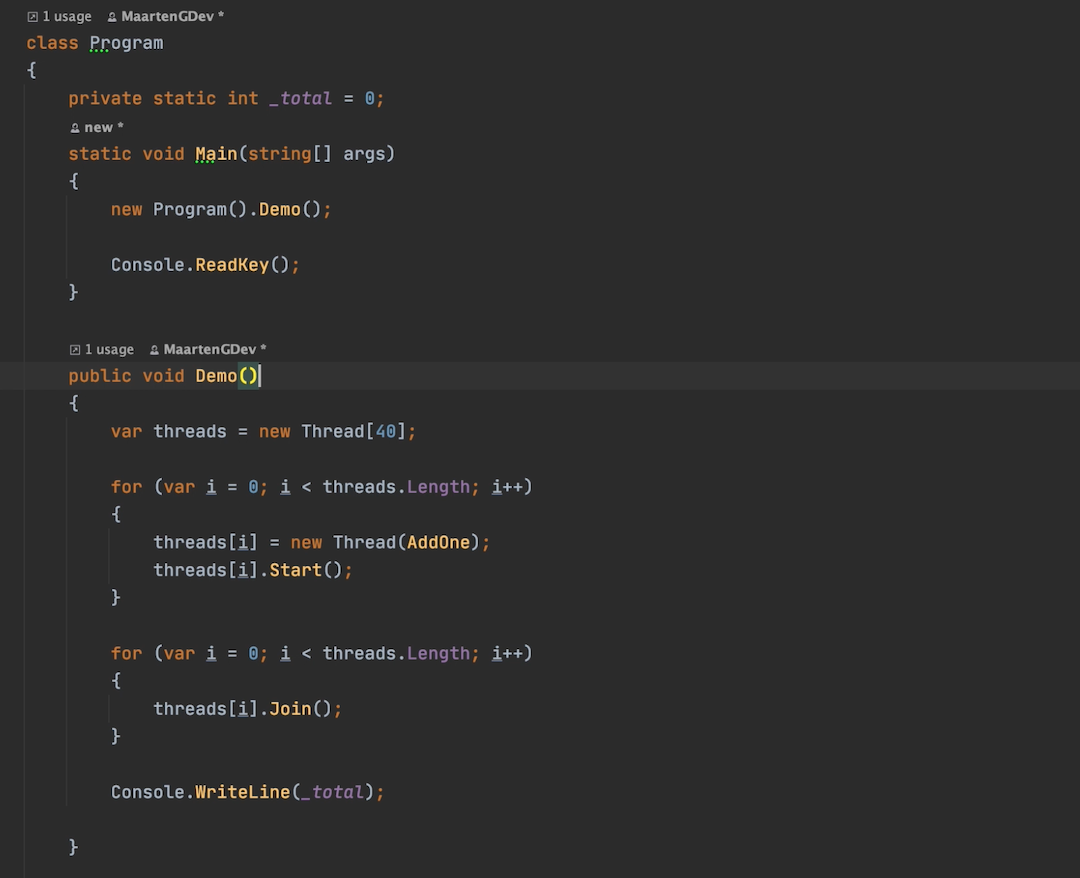 1 usage MaartenGDev *
class Program
{
private static int _total = 0;
new *
static void Main(string[] args)
{
new Program().Demo();
Console.ReadKey();
}
1 usage MaartenGDev *
public void Demo()
{
var threads = new Thread[40];
for (var i = 0; i < threads.Length; i++)
{
threads[i] = new Thread(AddOne);
threads[i].Start();
}
for (var i = 0; i < threads.Length; i++)
{
threads[i].Join();
}
Console.WriteLine(_total);
}